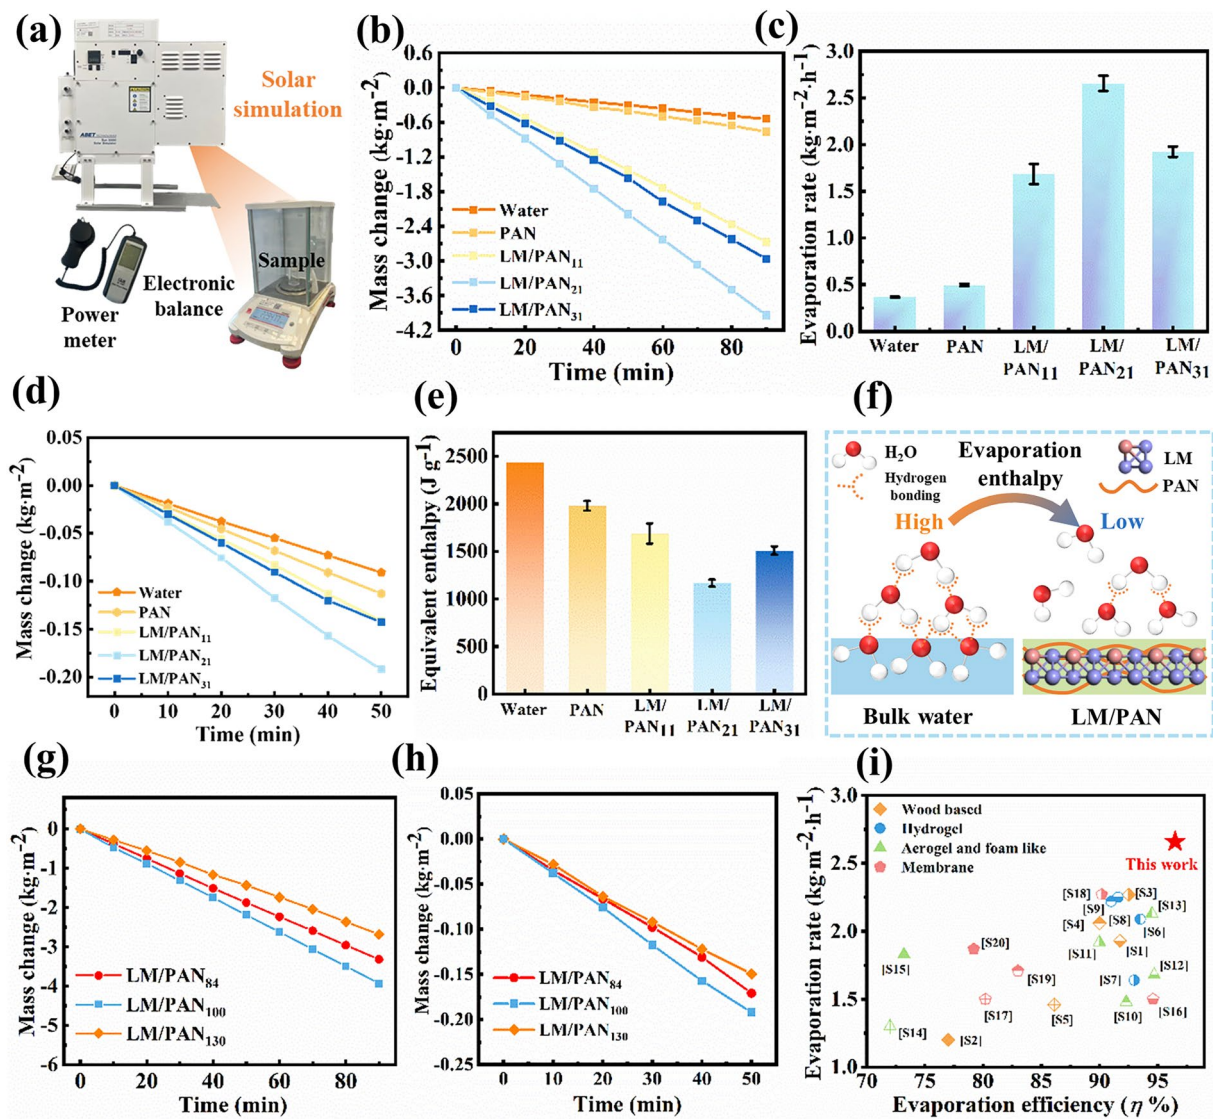 (a)
ABET
Solar
simulation
Sample
Electronic
balance
Power
meter
(b)
Mass change (kg·m⁻²)
0.6
0.0
-0.6
-1.2
-1.8
-2.4
-3.0
-3.6
-4.2
Water
PAN
LM/PAN₁₁
LM/PAN₂₁
LM/PAN₃₁
0 20 40 60 80
Time (min)
(c)
Evaporation rate (kg·m⁻²·h⁻¹)
3.0
2.5
2.0
1.5
1.0
0.5
0.0
Water PAN LM/ LM/ LM/
PAN₁₁ PAN₂₁ PAN₃₁
(d)
Mass change (kg·m⁻²)
0.05
0.00
-0.05
-0.10
-0.15
-0.20
Water
PAN
LM/PAN₁₁
LM/PAN₂₁
LM/PAN₃₁
0 10 20 30 40 50
Time (min)
(e)
Equivalent enthalpy (J g⁻¹)
2500
2000
1500
1000
500
0
Water PAN LM/ LM/ LM/
PAN₁₁ PAN₂₁ PAN₃₁
(f)
H₂O
Hydrogen
bonding
Evaporation
enthalpy
LM
PAN
High
Low
Bulk water
LM/PAN
(g)
Mass change (kg·m⁻²)
0
-1
-2
-3
-4
-5
-6
LM/PAN₈₄
LM/PAN₁₀₀
LM/PAN₁₃₀
0 20 40 60 80
Time (min)
(h)
Mass change (kg·m⁻²)
0.05
0.00
-0.05
-0.10
-0.15
-0.20
-0.25
LM/PAN₈₄
LM/PAN₁₀₀
LM/PAN₁₃₀
0 10 20 30 40 50
Time (min)
(i)
Evaporation rate (kg·m⁻²·h⁻¹)
3.0
2.5
2.0
1.5
1.0
Wood based
Hydrogel
Aerogel and foam like
Membrane
This work
[S18]
[S3]
[S9]
[S13]
[S4]
[S8]
[S6]
[S11]
[S1]
[S20]
[S15]
[S19]
[S7]
[S12]
[S17]
[S5]
[S10]
[S16]
[S14]
[S2]
70 75 80 85 90 95
Evaporation efficiency (η %)